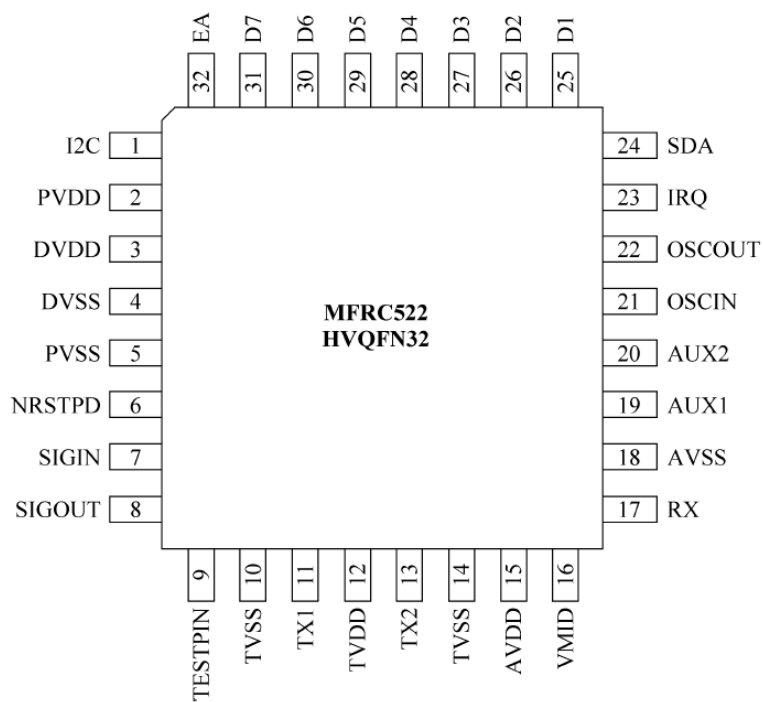 EA
D7
D6
D5
D4
D3
D2
D1
32
31
30
29
28
27
26
25
I2C 1
PVDD 2
DVDD 3
DVSS 4
PVSS 5
NRSTPD 6
SIGIN 7
SIGOUT 8
MFRC522
HVQFN32
24 SDA
23 IRQ
22 OSCOUT
21 OSCIN
20 AUX2
19 AUX1
18 AVSS
17 RX
9
10
11
12
13
14
15
16
TESTPIN
TVSS
TX1
TVDD
TX2
TVSS
AVDD
VMID